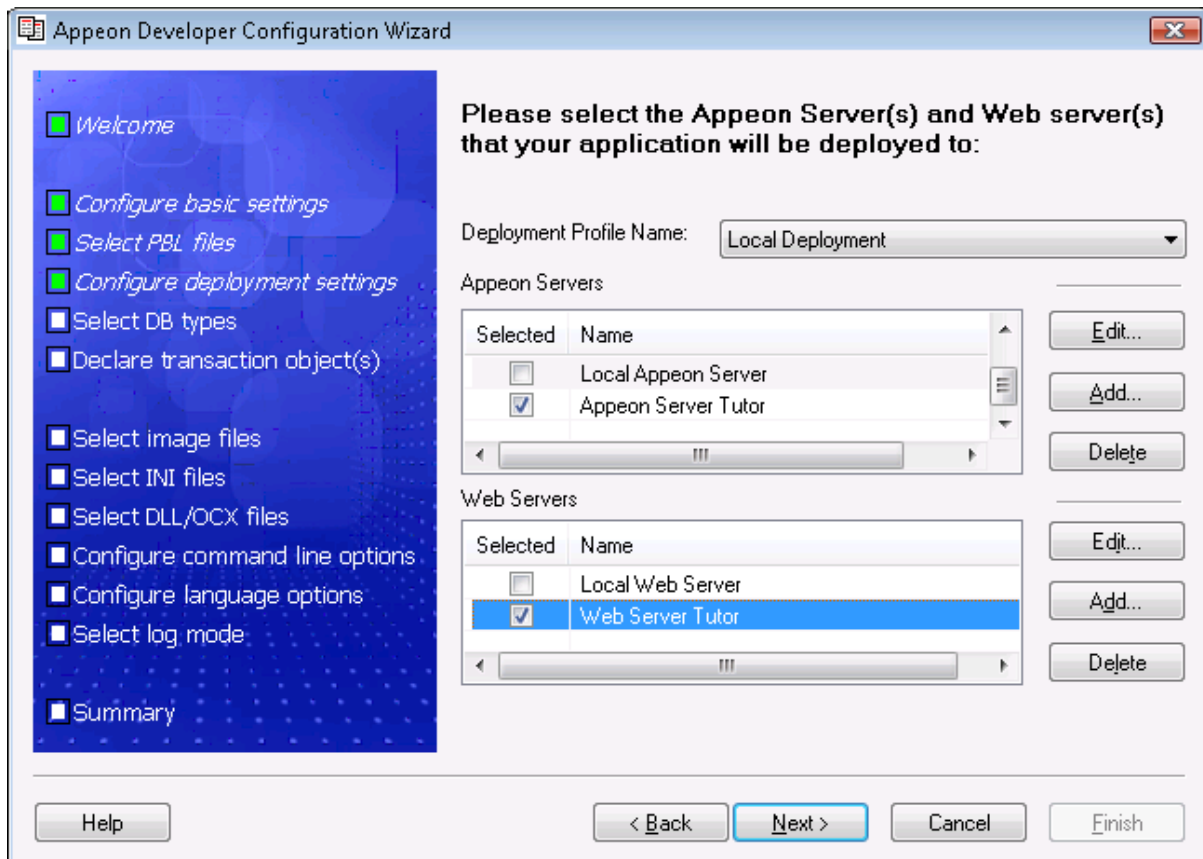 Appeon Developer Configuration Wizard
Welcome
Configure basic settings
Select PBL files
Configure deployment settings
Select DB types
Declare transaction object(s)
Select image files
Select INI files
Select DLL/OCX files
Configure command line options
Configure language options
Select log mode
Summary
Please select the Appeon Server(s) and Web server(s)
that your application will be deployed to:
Deployment Profile Name: Local Deployment
Appeon Servers
Selected Name
Local Appeon Server
Appeon Server Tutor
Edit...
Add...
Delete
Web Servers
Selected Name
Local Web Server
Web Server Tutor
Edit...
Add...
Delete
Help
< Back
Next >
Cancel
Finish